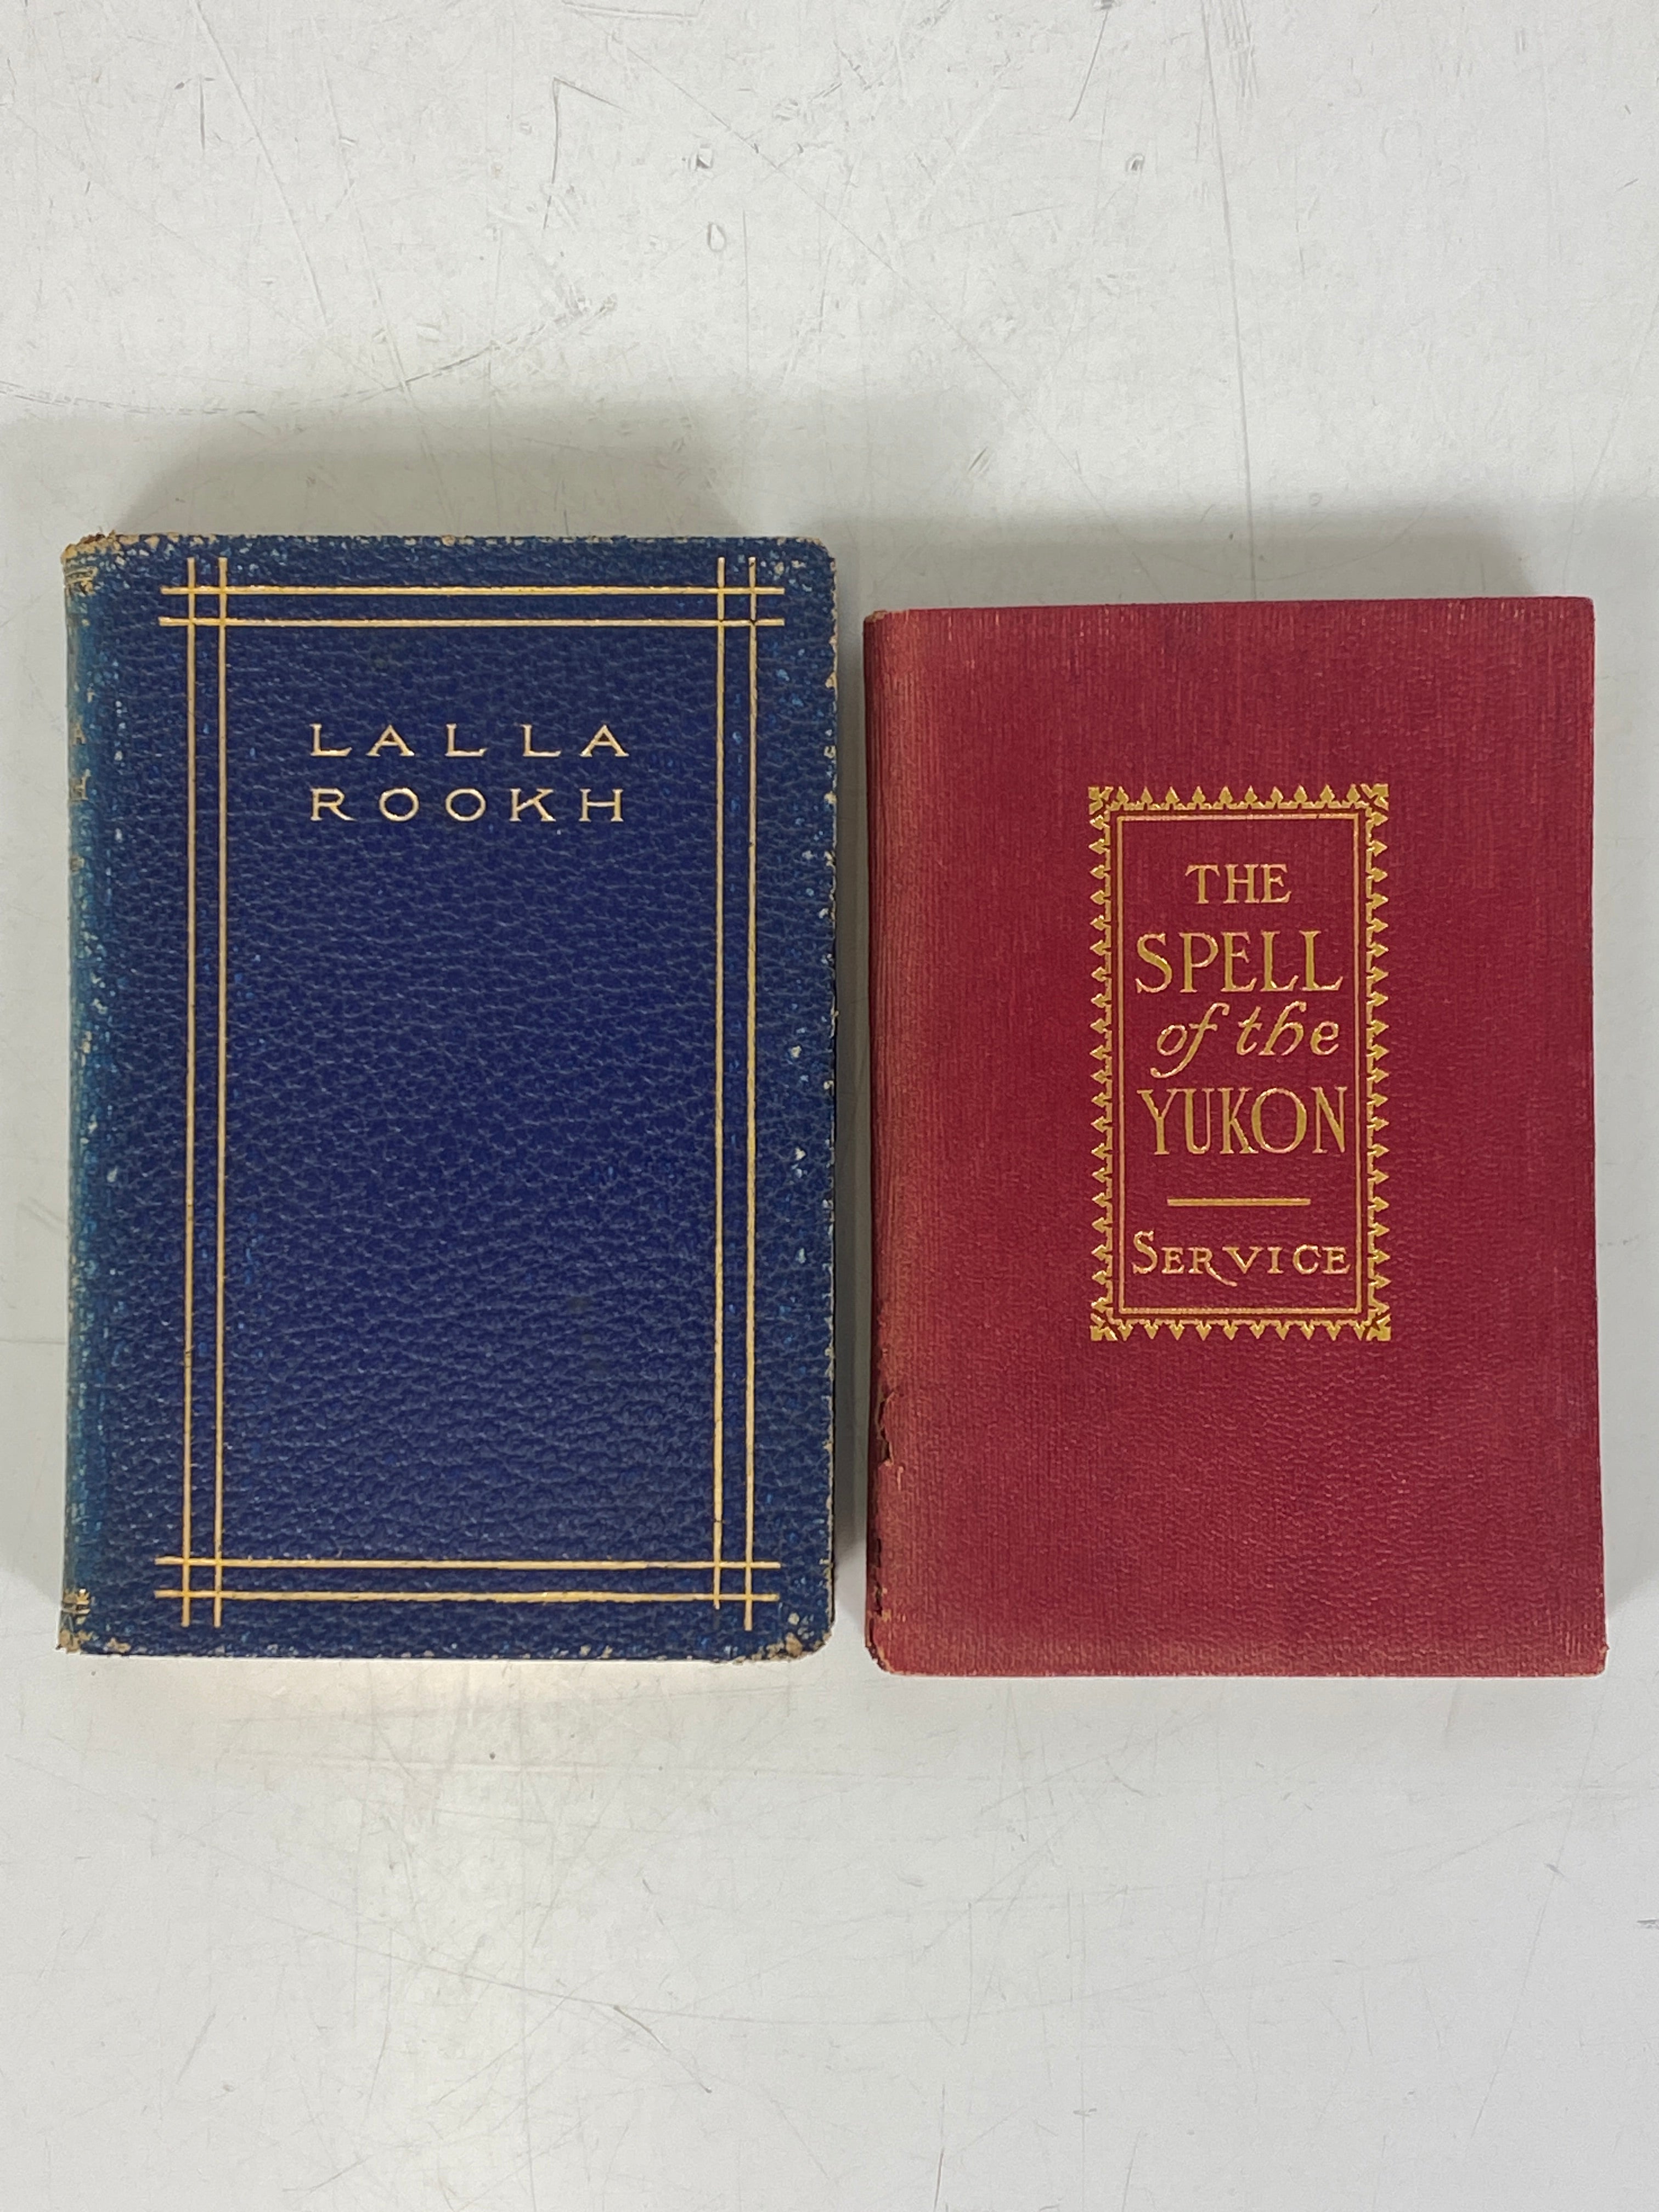 LALLA
ROOKH
THE
SPELL
of the
YUKON
SERVICE